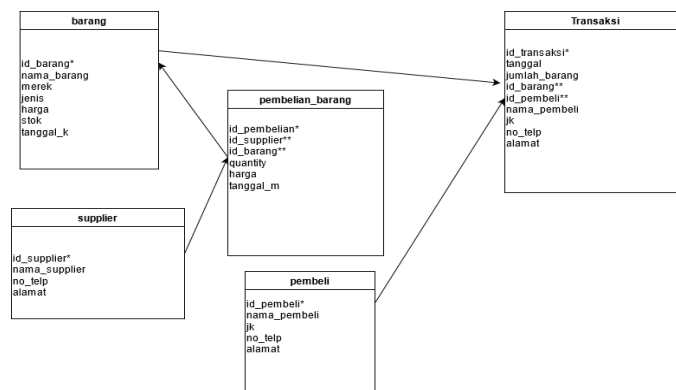 barang
id_barang*
nama_barang
merek
jenis
harga
stok
tanggal_k
Transaksi
id_transaksi*
tanggal
jumlah_barang
id_barang**
id_pembeli**
nama_pembeli
jk
no_telp
alamat
pembelian_barang
id_pembelian*
id_supplier**
id_barang**
quantity
harga
tanggal_m
supplier
id_supplier*
nama_supplier
no_telp
alamat
pembeli
id_pembeli*
nama_pembeli
jk
no_telp
alamat